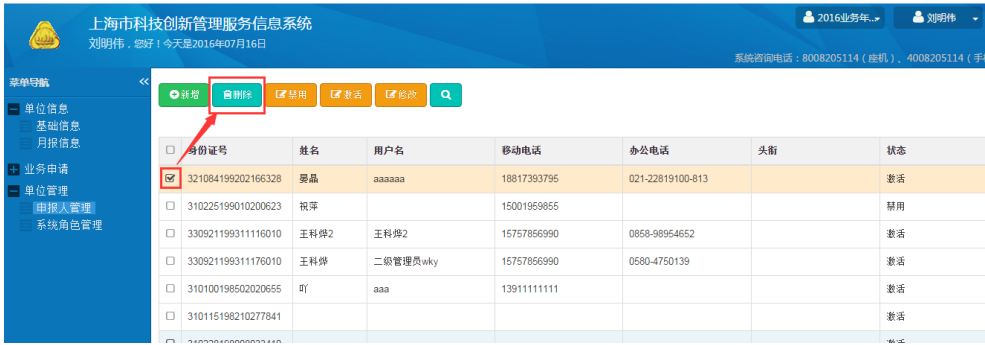 上海市科技创新管理服务信息系统
2016业务年..
刘明伟
刘明伟，您好！今天是2016年07月16日
系统咨询电话：8008205114（座机）、4008205114（手
菜单导航
单位信息
基础信息
月报信息
业务申请
单位管理
申报人管理
系统角色管理
新增 删除 禁用 激活 修改
身份证号 姓名 用户名 移动电话 办公电话 头衔 状态
321084199202166328 晏晶 aaaaaa 18817393795 021-22819100-813 激活
310225199010200623 祝萍 15001959855 禁用
330921199311116010 王科烨2 王科烨2 15757856990 0858-98954652 激活
330921199311176010 王科烨 二级管理员wky 15757856990 0580-4750139 激活
310100198502020655 吖 aaa 13911111111 激活
310115198210277841 激活